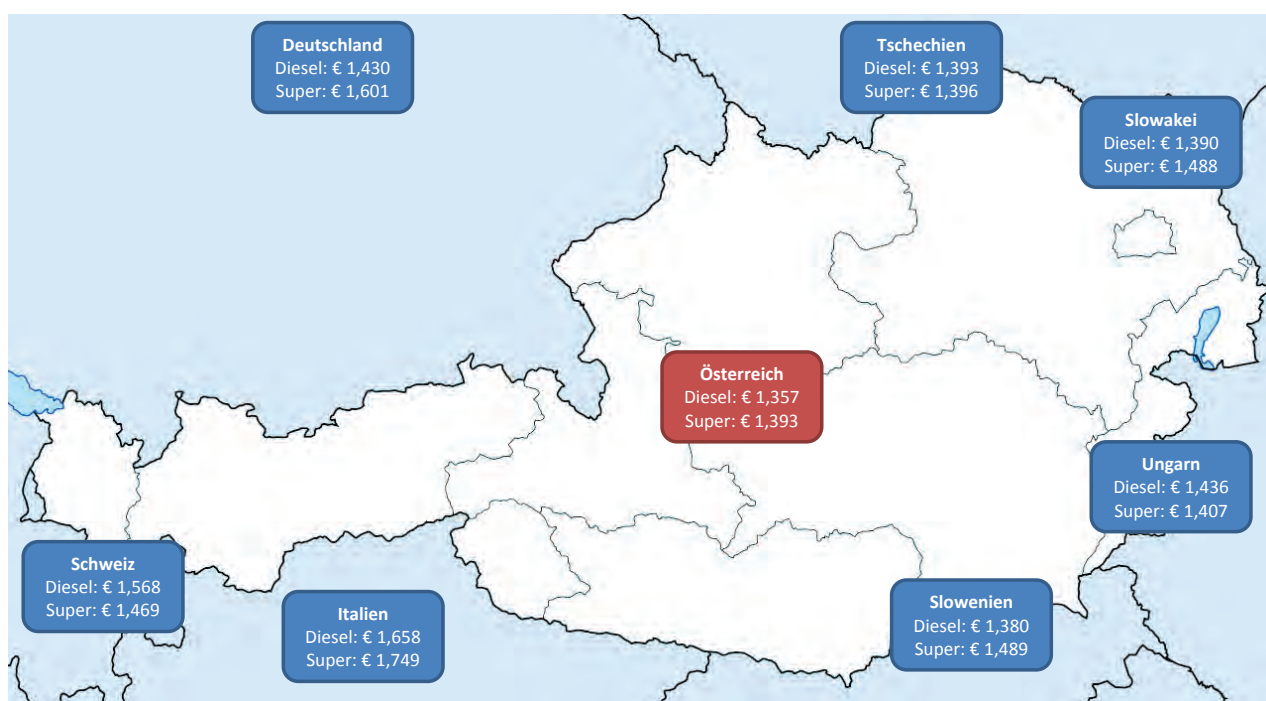 Deutschland
Diesel: € 1,430
Super: € 1,601
Tschechien
Diesel: € 1,393
Super: € 1,396
Slowakei
Diesel: € 1,390
Super: € 1,488
Österreich
Diesel: € 1,357
Super: € 1,393
Ungarn
Diesel: € 1,436
Super: € 1,407
Schweiz
Diesel: € 1,568
Super: € 1,469
Italien
Diesel: € 1,658
Super: € 1,749
Slowenien
Diesel: € 1,380
Super: € 1,489